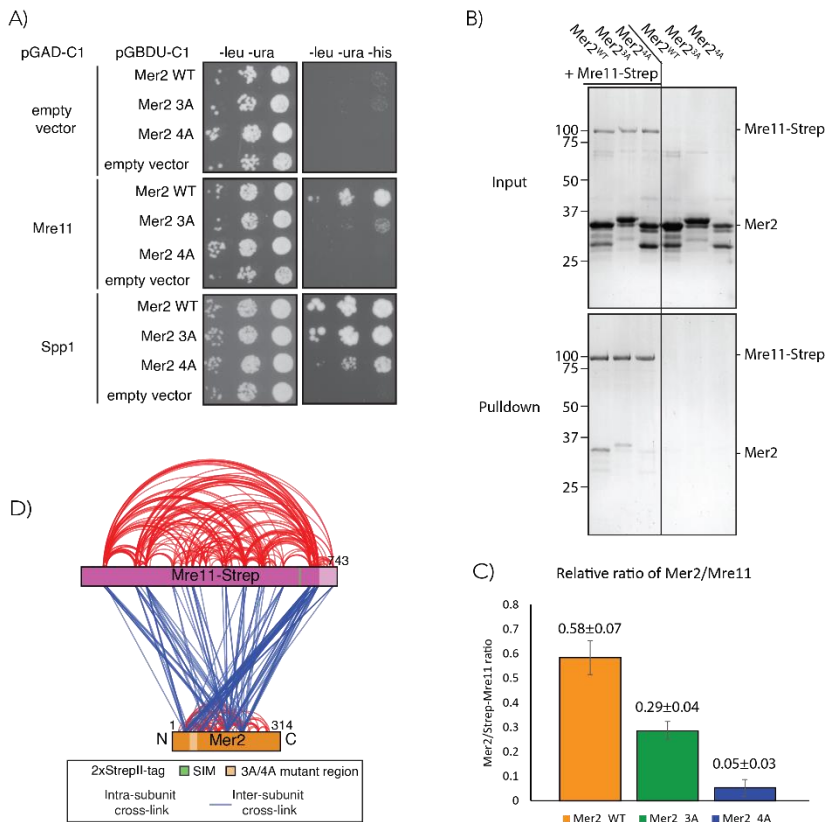 A)
pGAD-C1 pGBDU-C1 -leu -ura -leu -ura -his
empty
vector
Mer2 WT
Mer2 3A
Mer2 4A
empty vector
Mre11
Mer2 WT
Mer2 3A
Mer2 4A
empty vector
Spp1
Mer2 WT
Mer2 3A
Mer2 4A
empty vector
B)
Mer2WT Mer23A Mer24A Mer2WT Mer23A Mer24A
+ Mre11-Strep
Input
100
75
50
37
25
Mre11-Strep
Mer2
Pulldown
100
75
50
37
25
Mre11-Strep
Mer2
C)
Relative ratio of Mer2/Mre11
Mer2/Strep-Mre11 ratio
0.8
0.7
0.6
0.5
0.4
0.3
0.2
0.1
0
0.58±0.07
0.29±0.04
0.05±0.03
Mer2_WT Mer2_3A Mer2_4A
D)
743
Mre11-Strep
1 314
N Mer2 C
2xStrepII-tag SIM 3A/4A mutant region
Intra-subunit
cross-link
Inter-subunit
cross-link